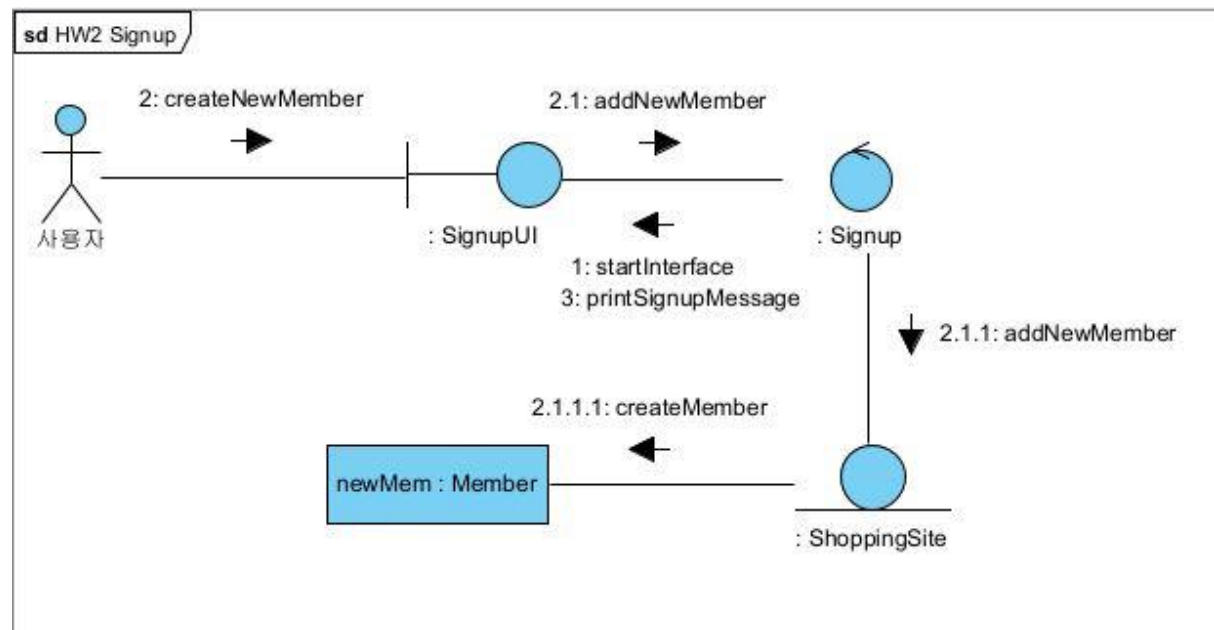 sd HW2 Signup
2: createNewMember
2.1: addNewMember
사용자
: SignupUI
: Signup
1: startInterface
3: printSignupMessage
2.1.1: addNewMember
2.1.1.1: createMember
newMem : Member
: ShoppingSite